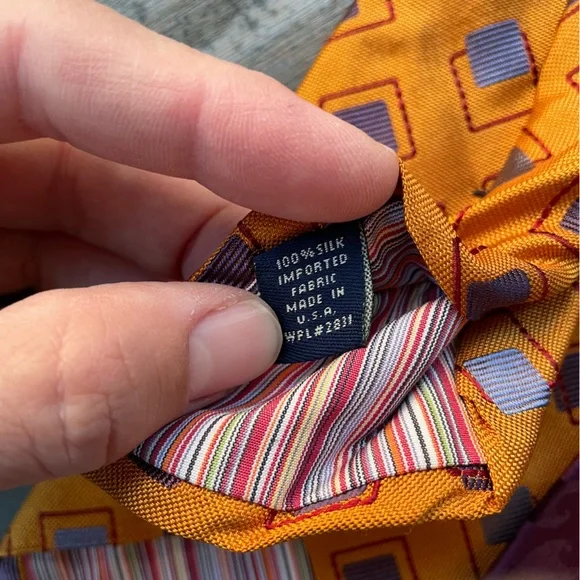 100% SILK
IMPORTED
FABRIC
MADE IN
U.S.A.
WPL#2831